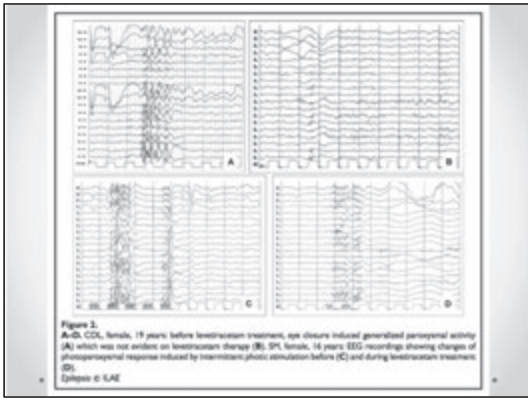 A
B
C
D
Figure 2.
A–D. CDL, female, 19 years: before levetiracetam treatment, eye closure induced generalized paroxysmal activity
(A) which was not evident on levetiracetam therapy (B). SM, female, 16 years: EEG recordings showing changes of
photoparoxysmal response induced by intermittent photic stimulation before (C) and during levetiracetam treatment
(D).
Epilepsia © ILAE